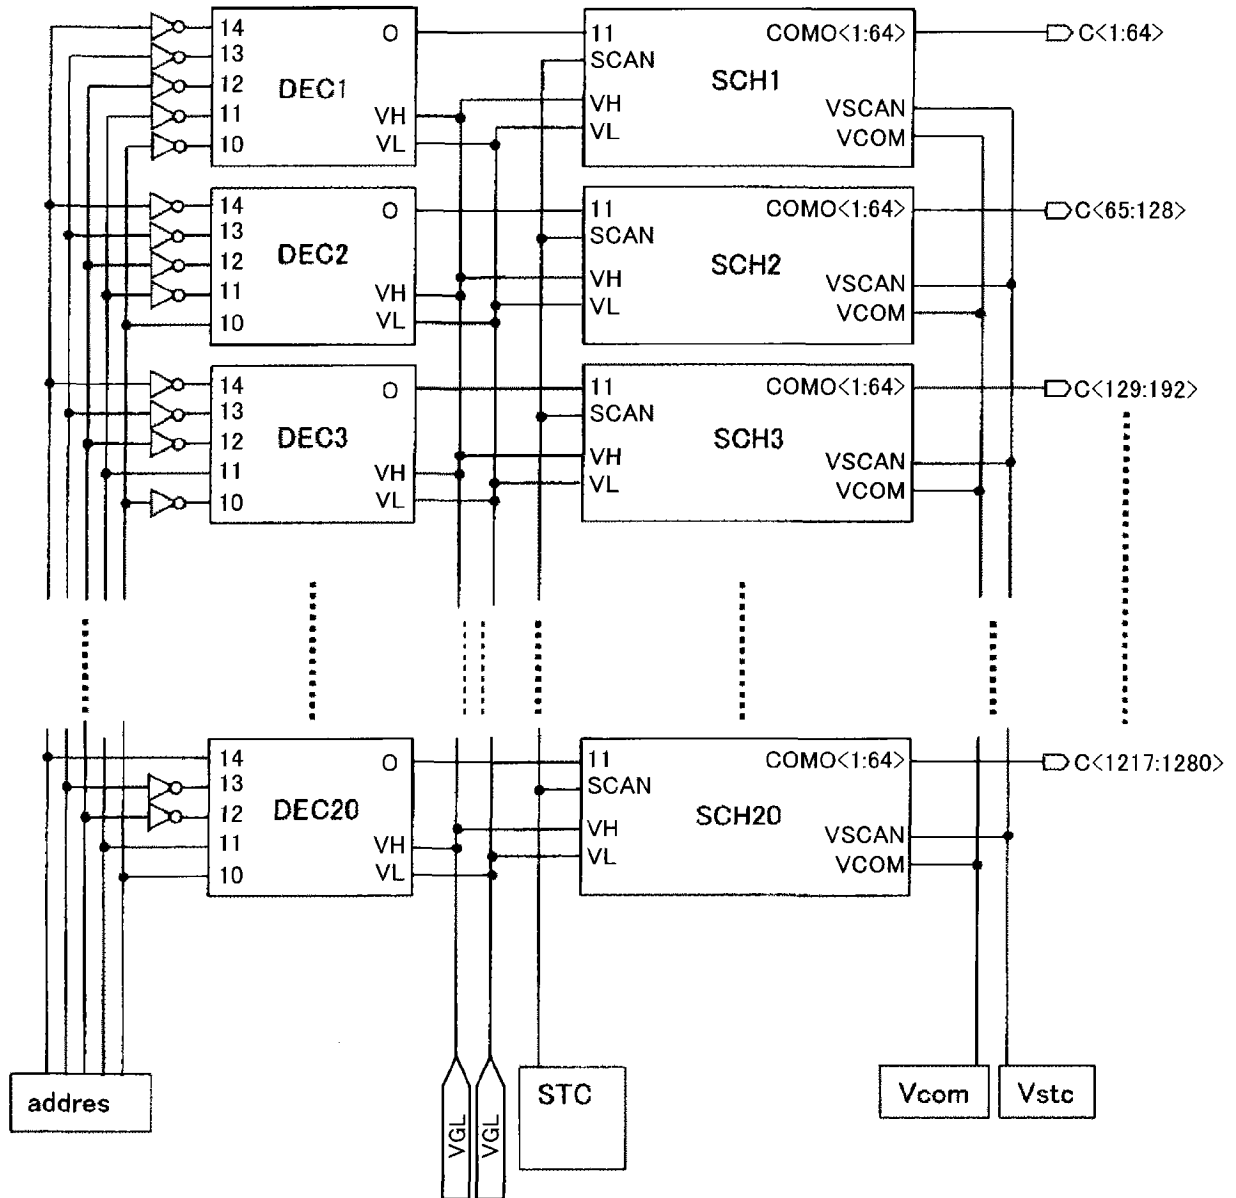 14 O 11 COMO<1:64> C<1:64>
13 SCAN
12 DEC1 SCH1
11 VH VH VSCAN
10 VL VL VCOM
14 O 11 COMO<1:64> C<65:128>
13 SCAN
12 DEC2 SCH2
11 VH VH VSCAN
10 VL VL VCOM
14 O 11 COMO<1:64> C<129:192>
13 SCAN
12 DEC3 SCH3
11 VH VH VSCAN
10 VL VL VCOM
14 O 11 COMO<1:64> C<1217:1280>
13 SCAN
12 DEC20 SCH20
11 VH VH VSCAN
10 VL VL VCOM
addres VGL VGL STC Vcom Vstc